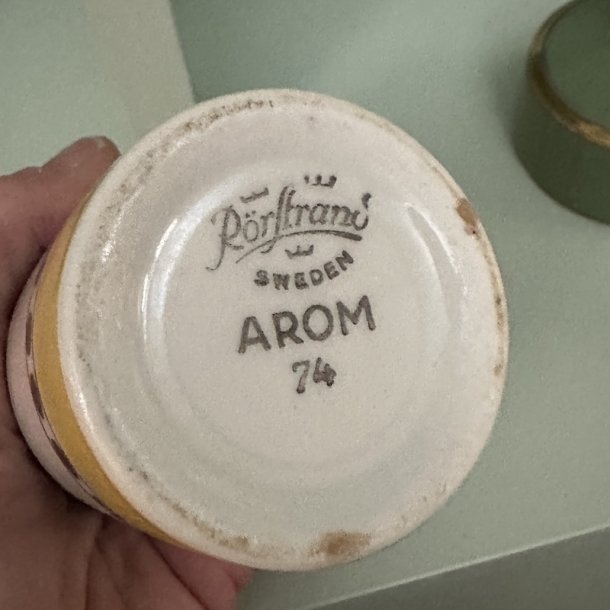 Rörstrand
SWEDEN
AROM
74